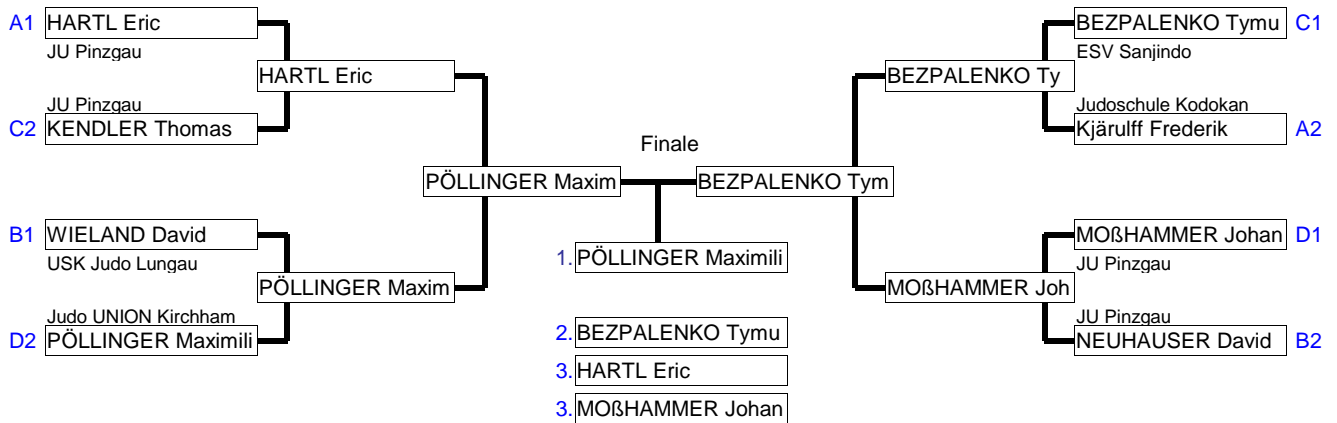 A1 HARTL Eric
JU Pinzgau
HARTL Eric
JU Pinzgau
C2 KENDLER Thomas
PÖLLINGER Maxim
B1 WIELAND David
USK Judo Lungau
PÖLLINGER Maxim
Judo UNION Kirchham
D2 PÖLLINGER Maximili
Finale
1. PÖLLINGER Maximili
2. BEZPALENKO Tymu
3. HARTL Eric
3. MOßHAMMER Johan
BEZPALENKO Tymu C1
ESV Sanjindo
BEZPALENKO Ty
Judoschule Kodokan
Kjärulff Frederik A2
BEZPALENKO Tym
MOßHAMMER Johan D1
JU Pinzgau
MOßHAMMER Joh
JU Pinzgau
NEUHAUSER David B2